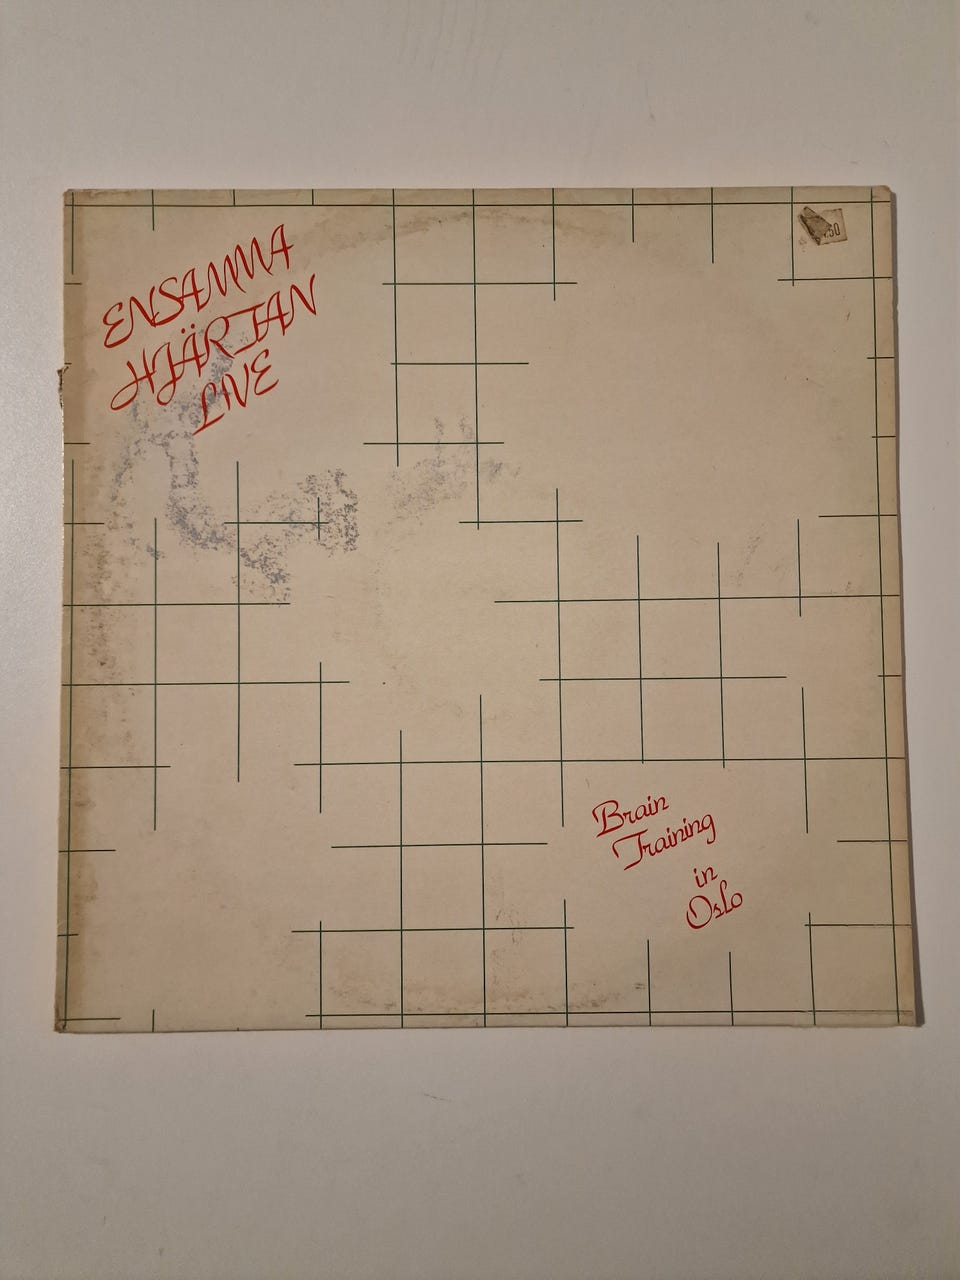 ENSAMMA
HJÄRTAN
LIVE
Brain
Training
in
Oslo